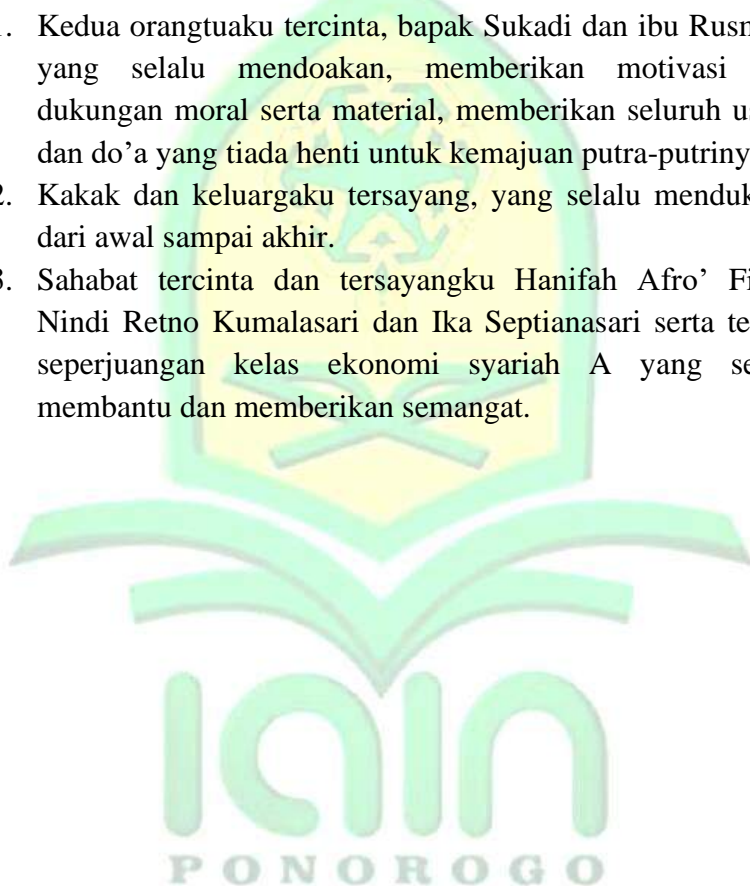 Kedua orangtuaku tercinta, bapak Sukadi dan ibu
yang selalu mendoakan, memberikan motivasi
dukungan moral serta material, memberikan seluruh
dan do’a yang tiada henti untuk kemajuan
2. Kakak dan keluargaku tersayang, yang selalu
dari awal sampai akhir.
3. Sahabat tercinta dan tersayangku Hanifah Afro’
Nindi Retno Kumalasari dan Ika Septianasari serta
seperjuangan kelas ekonomi syariah A yang
membantu dan memberikan semangat.
iain
PONOROGO